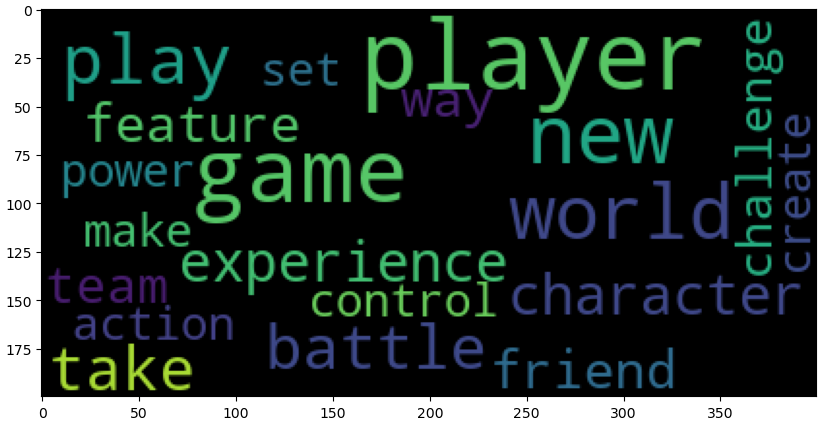 0
25
50
75
100
125
150
175
0 50 100 150 200 250 300 350
play set player challenge
way
feature new create
power game
make world
experience
team control character
action battle
take friend